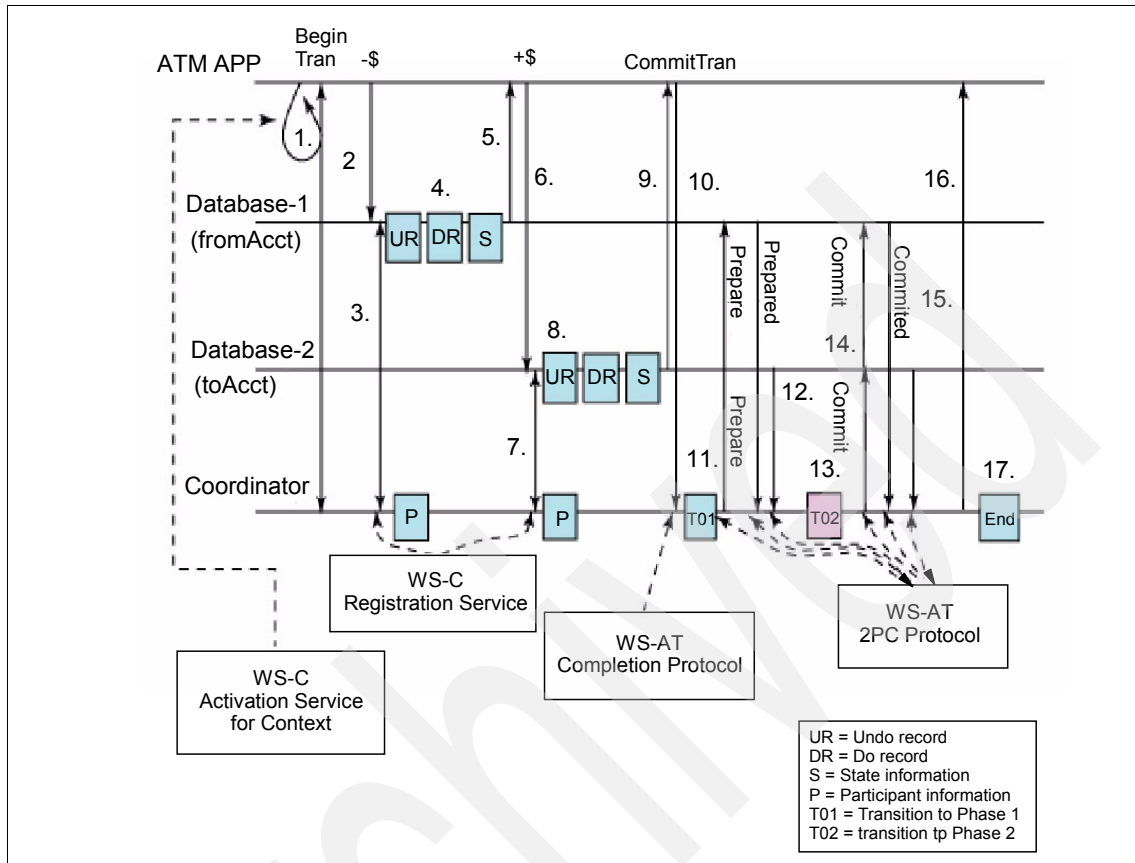 Begin
Tran
-$
+$
CommitTran
ATM APP
1.
2
5.
6.
9.
10.
16.
4.
Database-1
(fromAcct)
UR
DR
S
Prepare
Prepared
Commit
Commited
3.
15.
14.
8.
Database-2
(toAcct)
UR
DR
S
12.
Prepare
Commit
7.
11.
13.
17.
Coordinator
P
P
T01
T02
End
WS-C
Registration Service
WS-AT
Completion Protocol
WS-AT
2PC Protocol
WS-C
Activation Service
for Context
UR = Undo record
DR = Do record
S = State information
P = Participant information
T01 = Transition to Phase 1
T02 = transition tp Phase 2